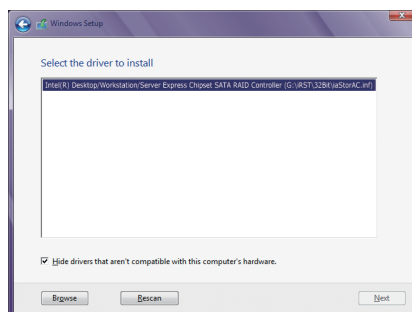 Windows Setup
Select the driver to install
Intel(R) Desktop/Workstation/Server Express Chipset SATA RAID Controller (G:\iRST\32Bit\iaStorAC.inf)
Hide drivers that aren't compatible with this computer's hardware.
Browse
Rescan
Next